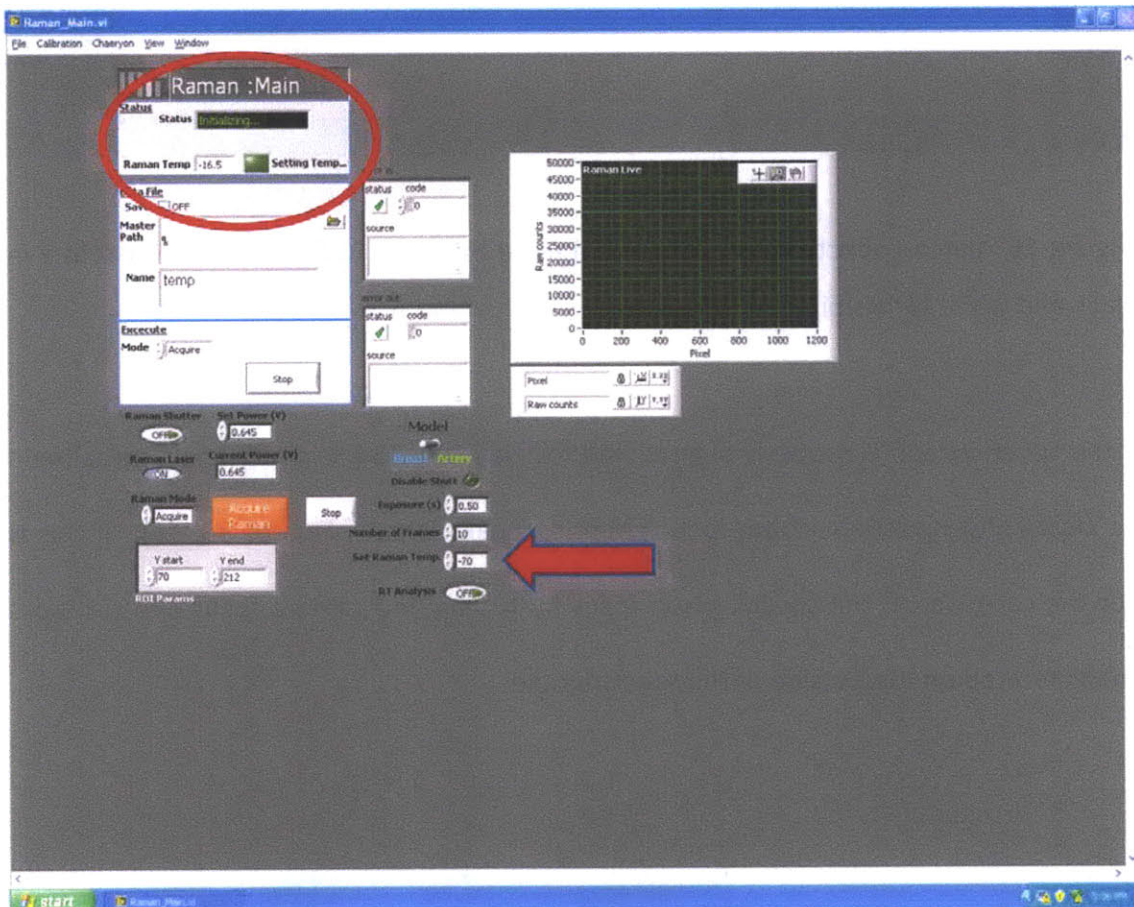 Raman_Main.vi
File Calibration Chaeryon View Window
Raman :Main
Status
Status Initializing...
Raman Temp -16.5 Setting Temp...
Data File
Save OFF
Master Path %
Name temp
Excecute
Mode Acquire
Stop
error in
status code
0
source
error out
status code
0
source
Raman Live
50000
45000
40000
35000
30000
25000
20000
15000
10000
5000
0
Raw counts
0 200 400 600 800 1000 1200
Pixel
Pixel
Raw counts
Raman Shutter Set Power (V)
OFF 0.645
Raman Laser Current Power (V)
ON 0.645
Raman Mode
Acquire
Acquire Raman
Stop
Y start Y end
70 212
ROI Params
Model
Breast Artery
Disable Shutt
Exposure (s) 0.50
Number of Frames 10
Set Raman Temp. -70
RT Analysis OFF
start Raman_Main.vi